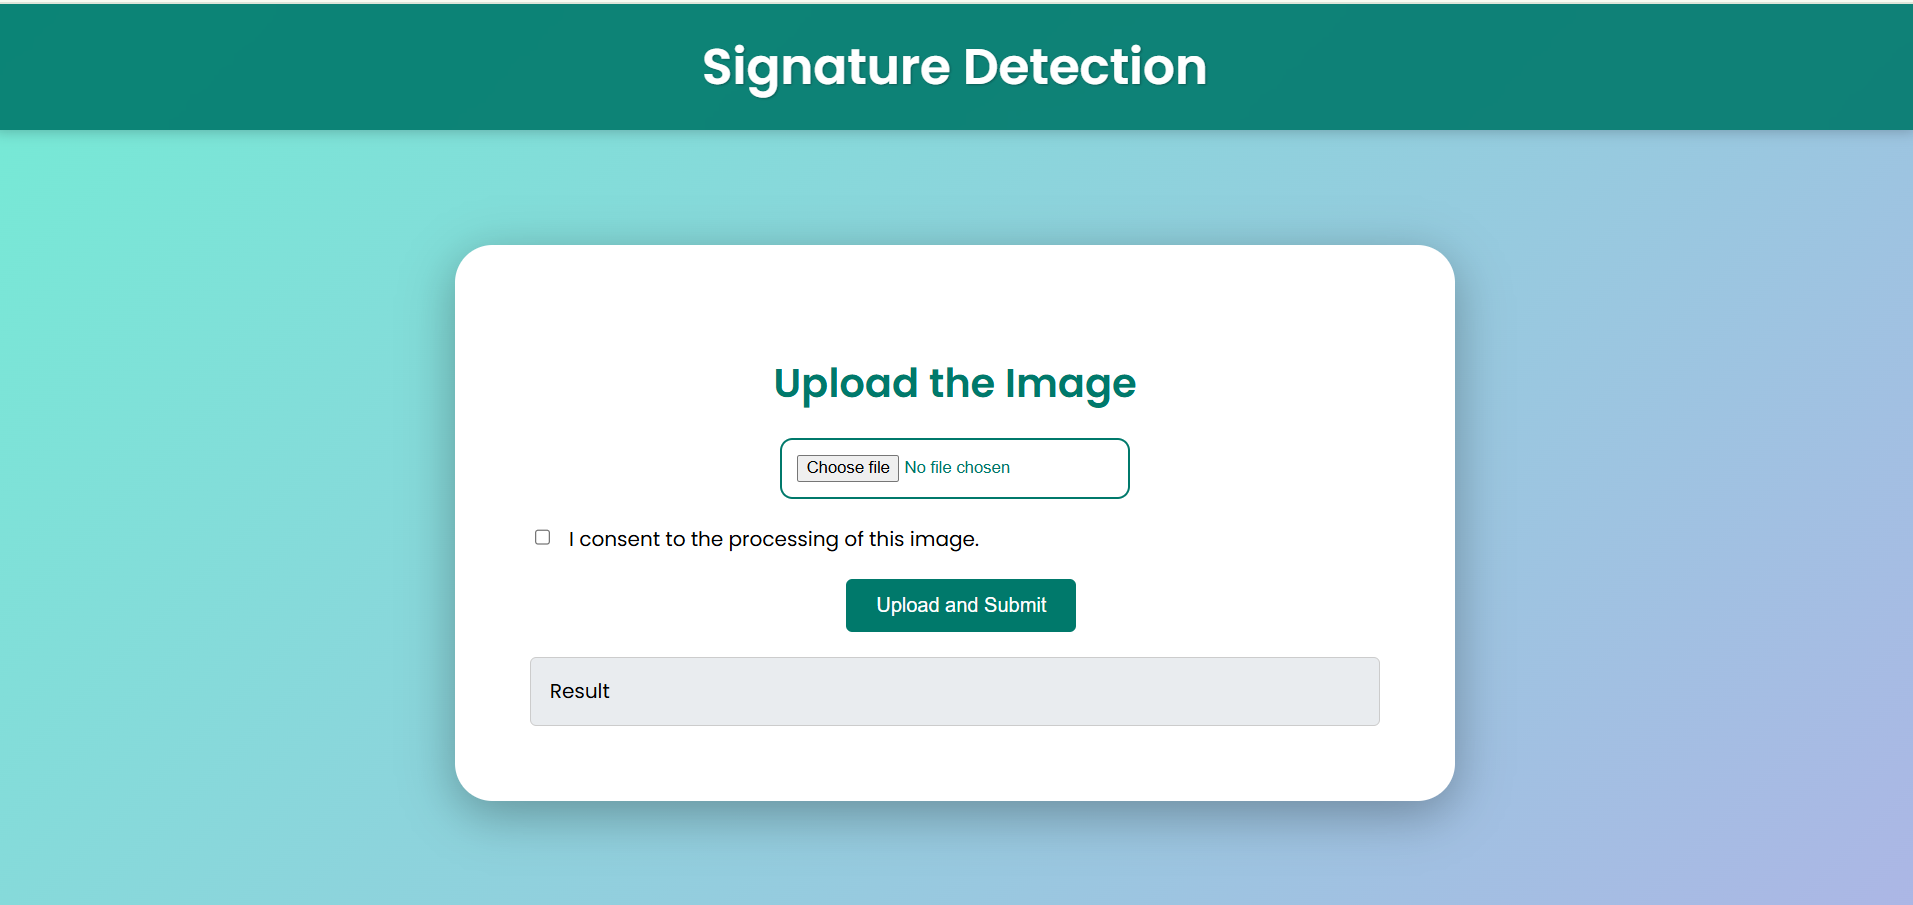 Signature Detection
Upload the Image
Choose file No file chosen
I consent to the processing of this image.
Upload and Submit
Result